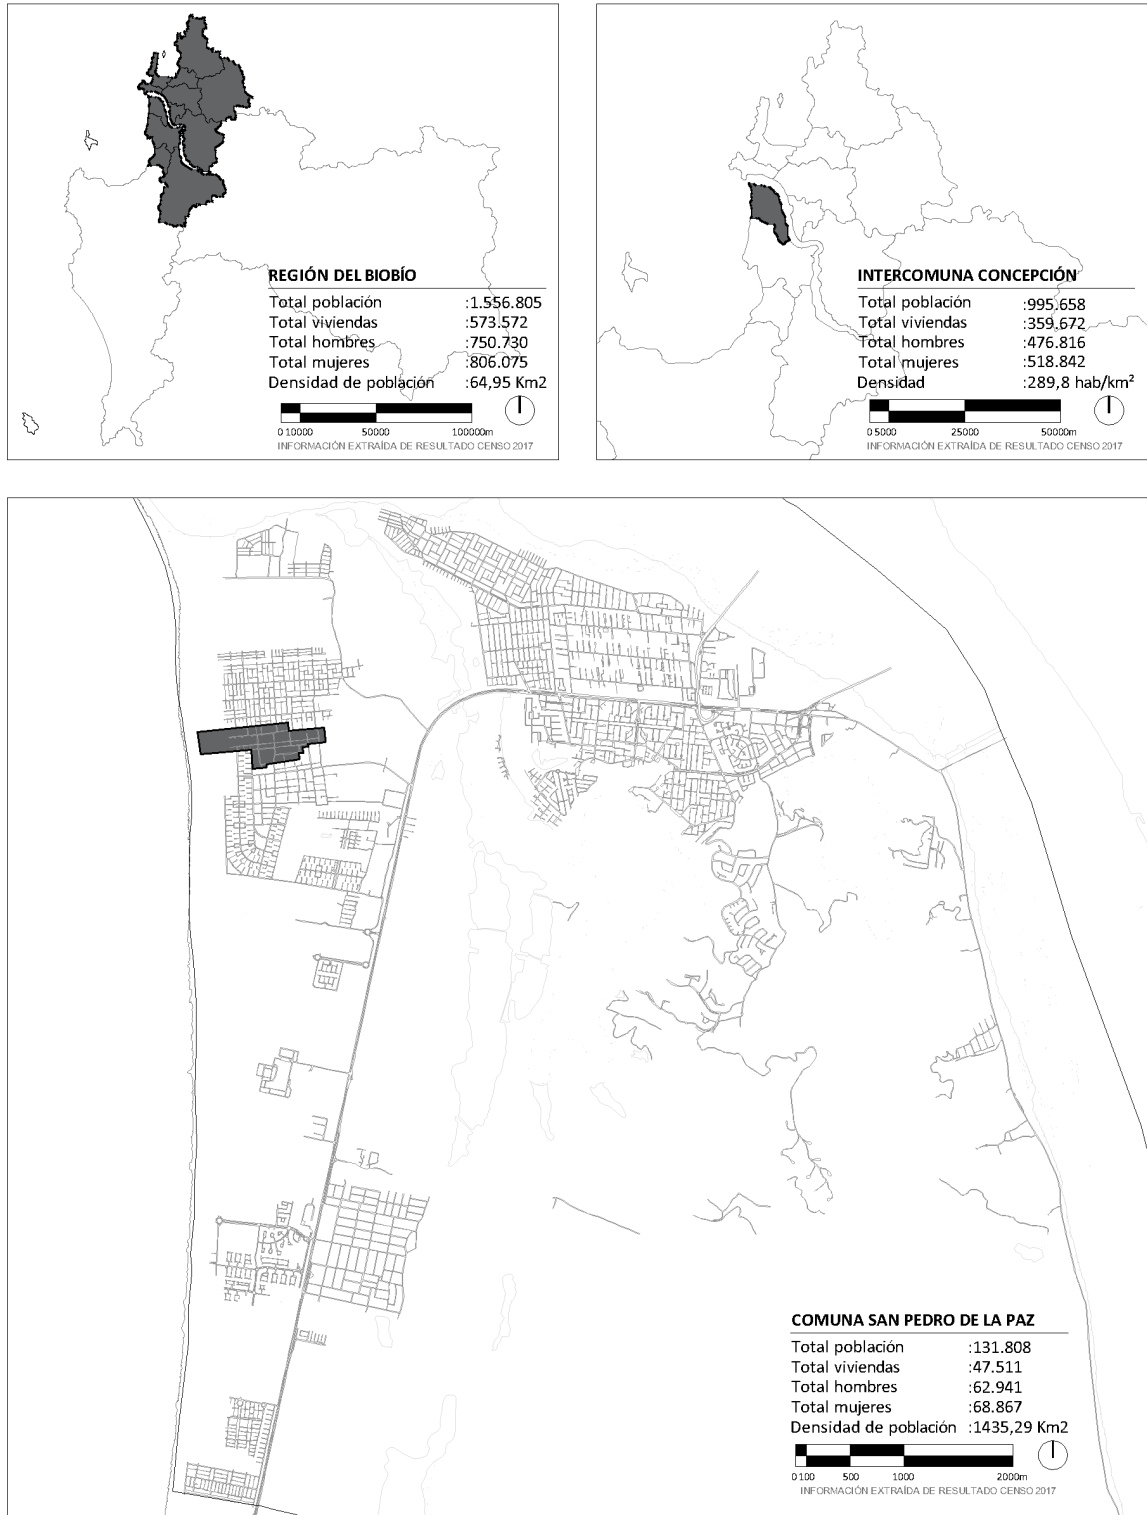 REGIÓN DEL BIOBÍO
Total población :1.556.805
Total viviendas :573.572
Total hombres :750.730
Total mujeres :806.075
Densidad de población :64,95 Km2
0 10000 50000 100000m
INFORMACIÓN EXTRAÍDA DE RESULTADO CENSO 2017
INTERCOMUNA CONCEPCIÓN
Total población :995.658
Total viviendas :359.672
Total hombres :476.816
Total mujeres :518.842
Densidad :289,8 hab/km²
0 5000 25000 50000m
INFORMACIÓN EXTRAÍDA DE RESULTADO CENSO 2017
COMUNA SAN PEDRO DE LA PAZ
Total población :131.808
Total viviendas :47.511
Total hombres :62.941
Total mujeres :68.867
Densidad de población :1435,29 Km2
0 100 500 1000 2000m
INFORMACIÓN EXTRAÍDA DE RESULTADO CENSO 2017